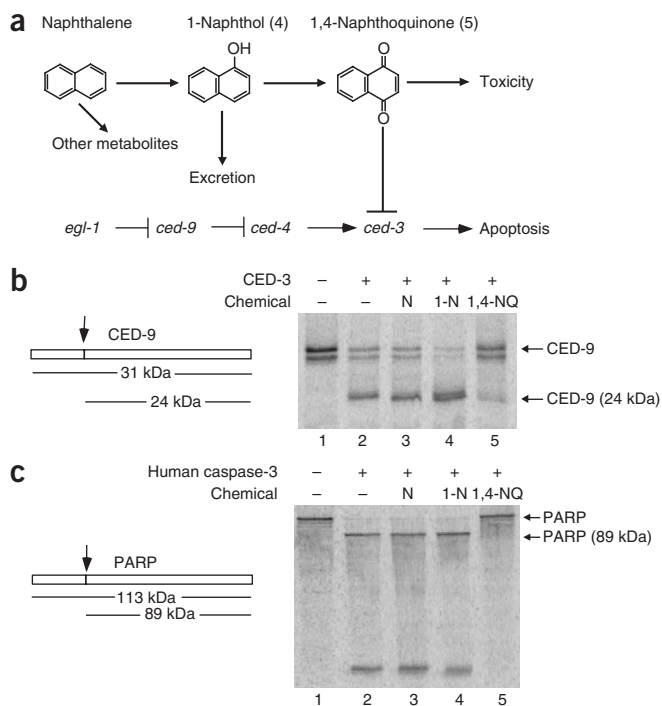 a
Naphthalene 1-Naphthol (4) 1,4-Naphthoquinone (5)
OH
O
O
Toxicity
Other metabolites
Excretion
egl-1 ced-9 ced-4 ced-3 Apoptosis
b
CED-3 – + + + +
Chemical – – N 1-N 1,4-NQ
CED-9
31 kDa
24 kDa
CED-9
CED-9 (24 kDa)
1 2 3 4 5
c
Human caspase-3 – + + + +
Chemical – – N 1-N 1,4-NQ
PARP
113 kDa
89 kDa
PARP
PARP (89 kDa)
1 2 3 4 5